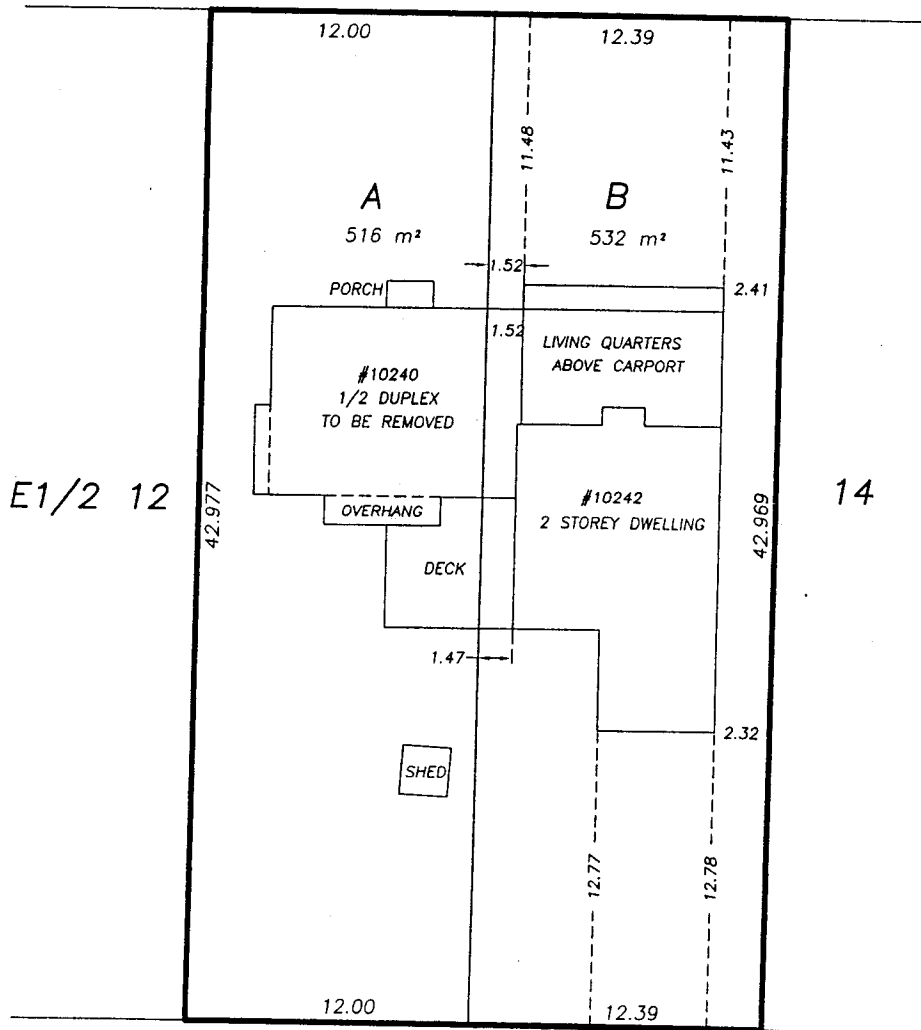 12.00
12.39
11.48
11.43
A
B
516 m²
532 m²
1.52
PORCH
2.41
1.52
LIVING QUARTERS
ABOVE CARPORT
#10240
1/2 DUPLEX
TO BE REMOVED
E1/2 12
42.977
OVERHANG
#10242
2 STOREY DWELLING
42.969
14
DECK
1.47
2.32
SHED
12.77
12.78
12.00
12.39